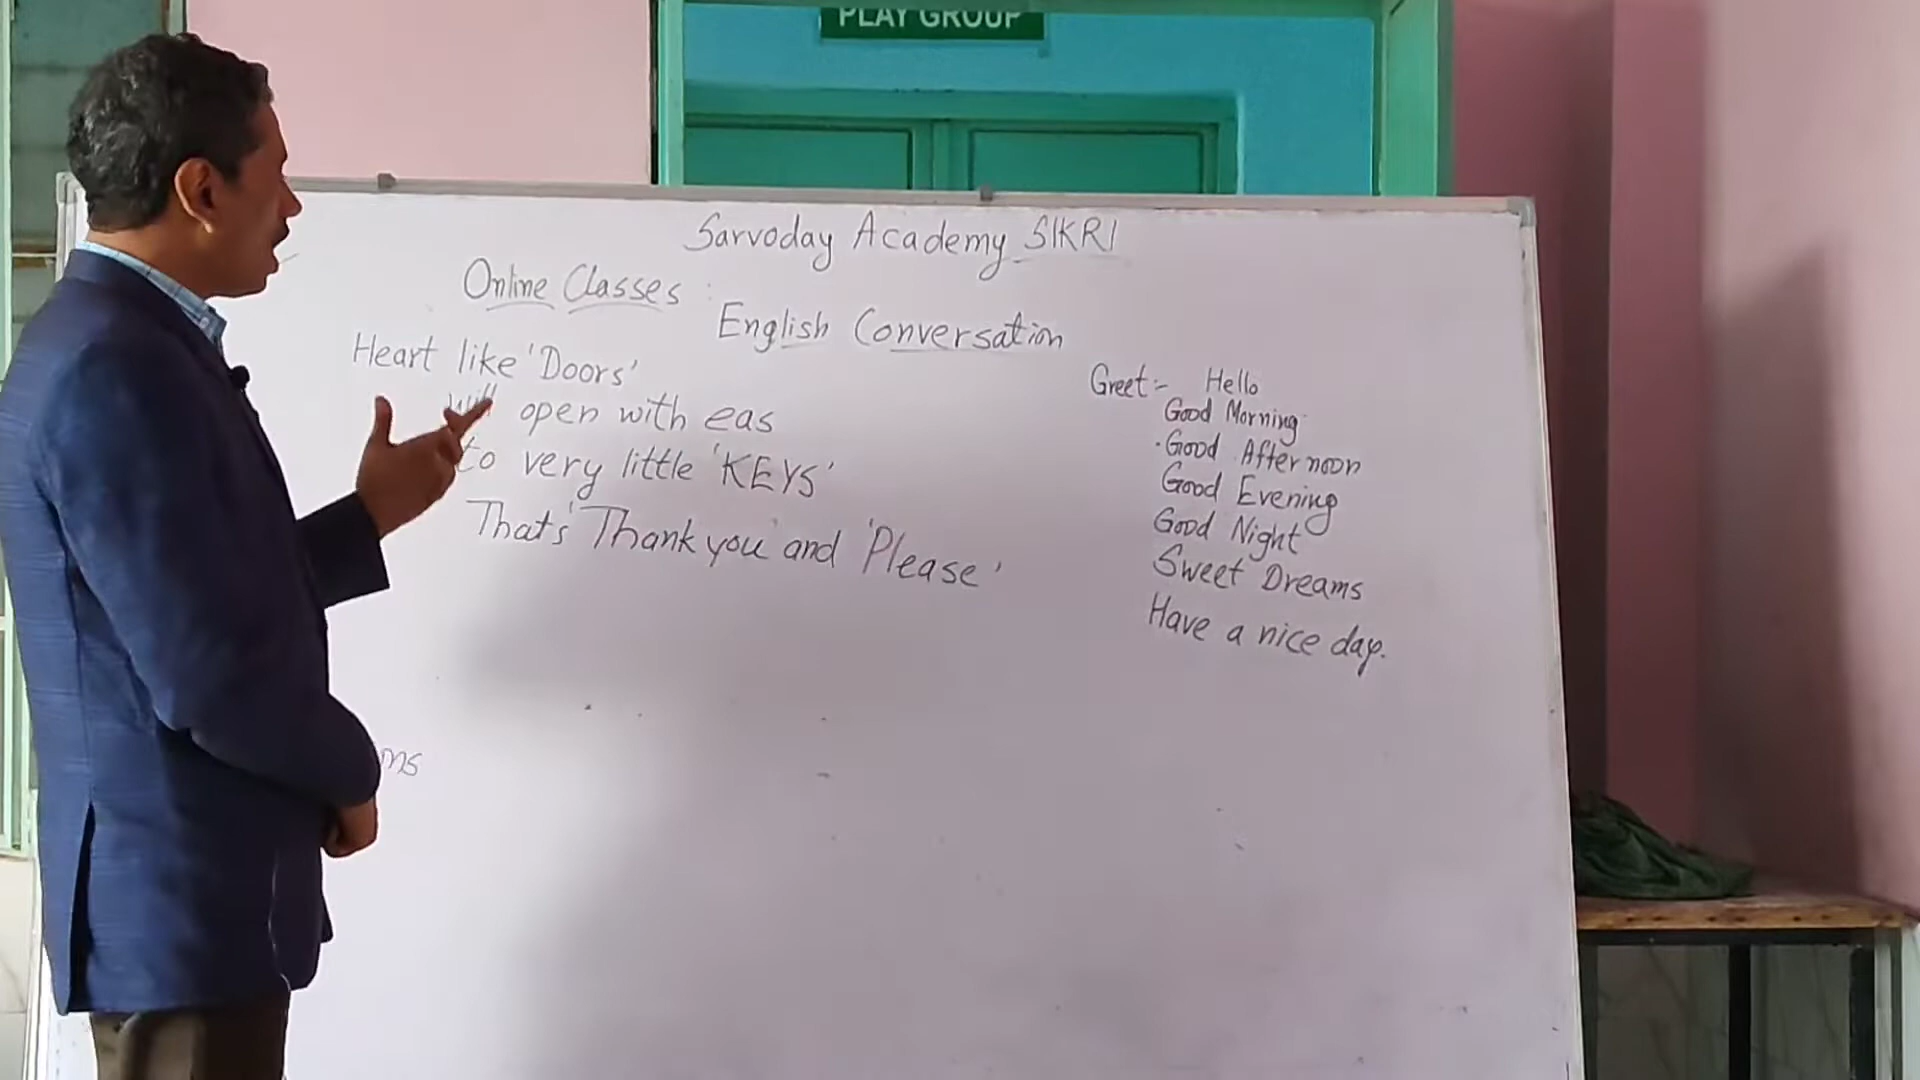 PLAY GROUP
Sarvoday Academy SIKRI
Online Classes :
English Conversation
Heart like 'Doors'
will open with eas
to very little 'KEYS'
That's 'Thank you' and 'Please'
Greet :- Hello
Good Morning
Good Afternoon
Good Evening
Good Night
Sweet Dreams
Have a nice day.
ms